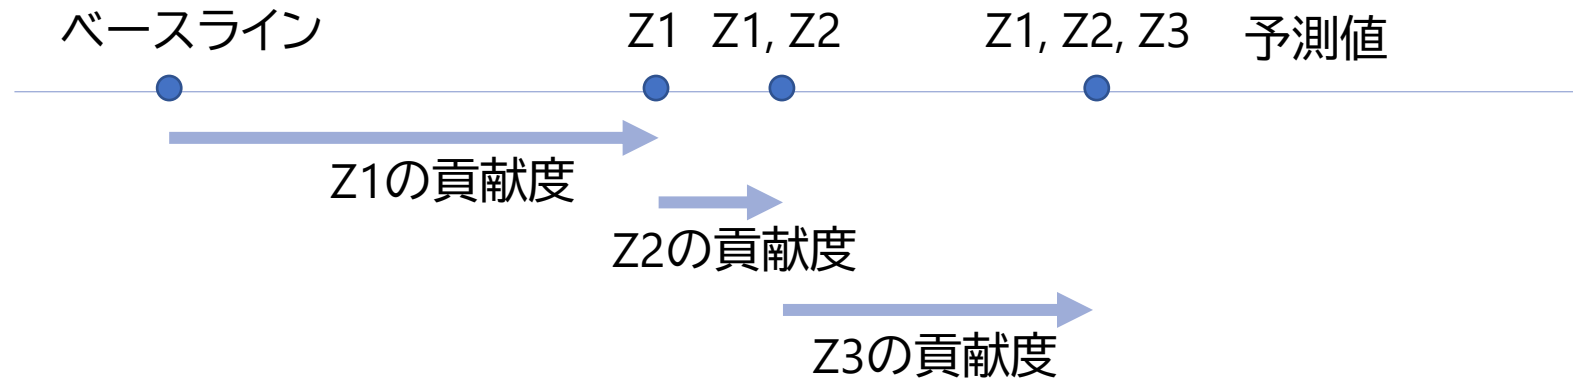 ベースライン
Z1
Z1, Z2
Z1, Z2, Z3
予測値
Z1の貢献度
Z2の貢献度
Z3の貢献度